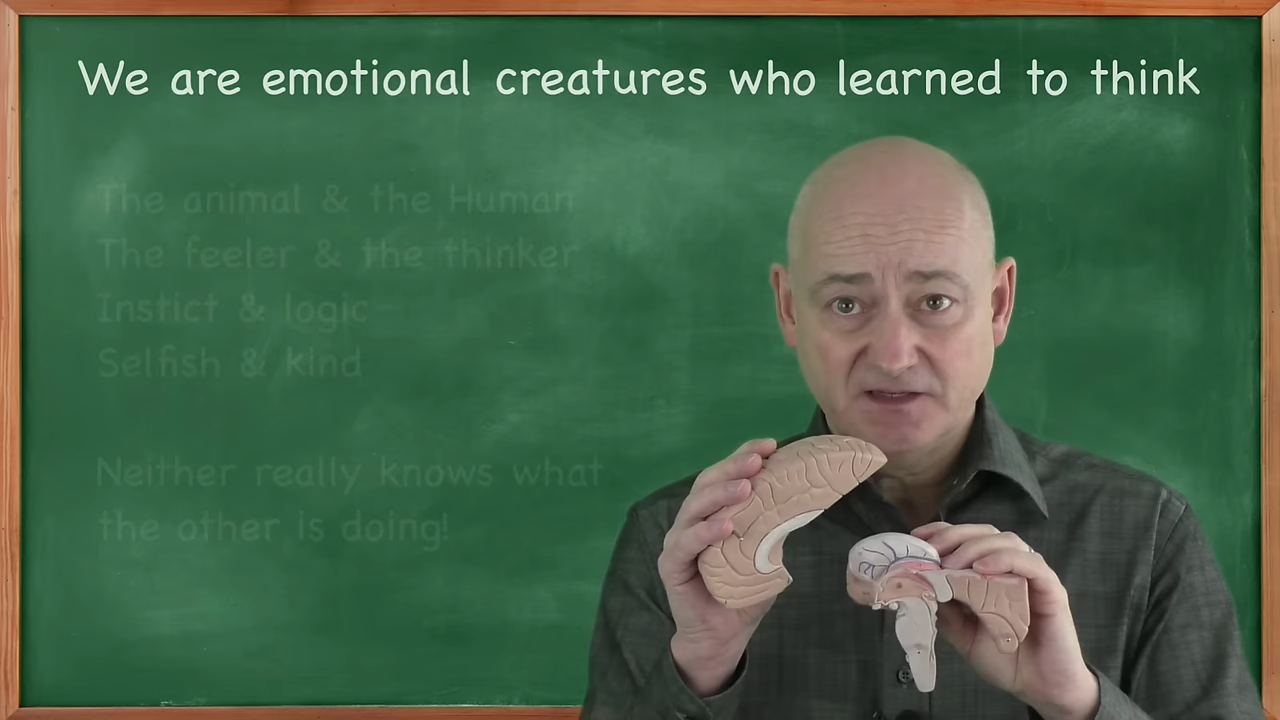 We are emotional creatures who learned to think
The animal & the Human
The feeler & the thinker
Instict & logic
Selfish & kind
Neither really knows what
the other is doing!